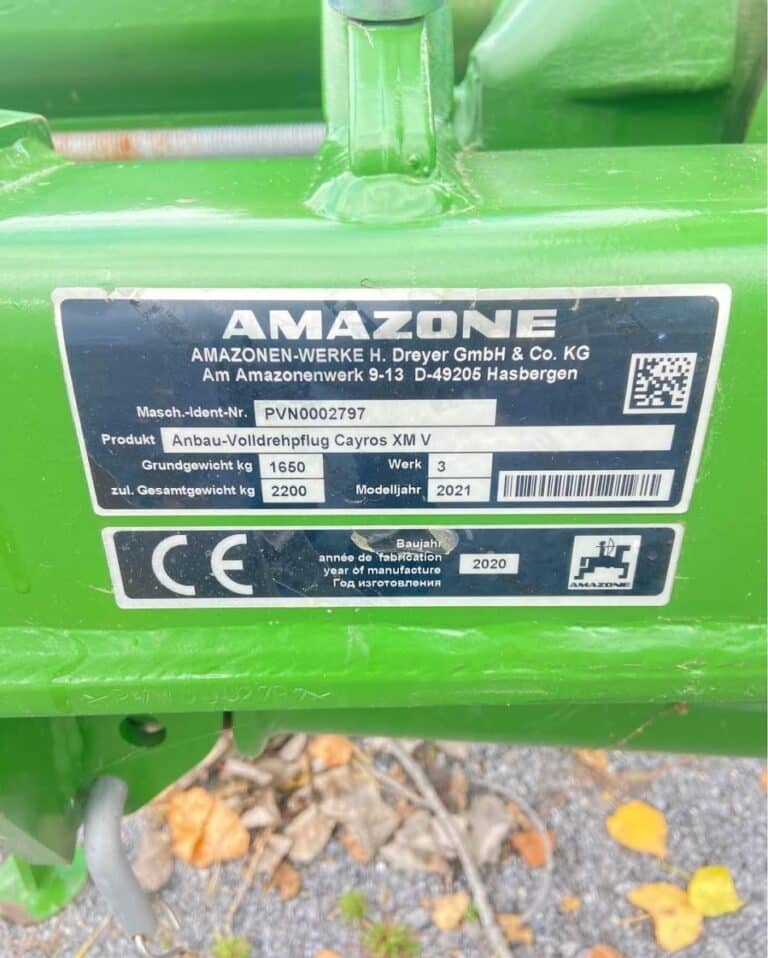 AMAZONE
AMAZONEN-WERKE H. Dreyer GmbH & Co. KG
Am Amazonenwerk 9-13 D-49205 Hasbergen
Masch.-Ident-Nr. PVN0002797
Produkt Anbau-Volldrehpflug Cayros XM V
Grundgewicht kg 1650 Werk 3
zul. Gesamtgewicht kg 2200 Modelljahr 2021
CE
Baujahr
année de fabrication
year of manufacture 2020
Год изготовления
AMAZONE